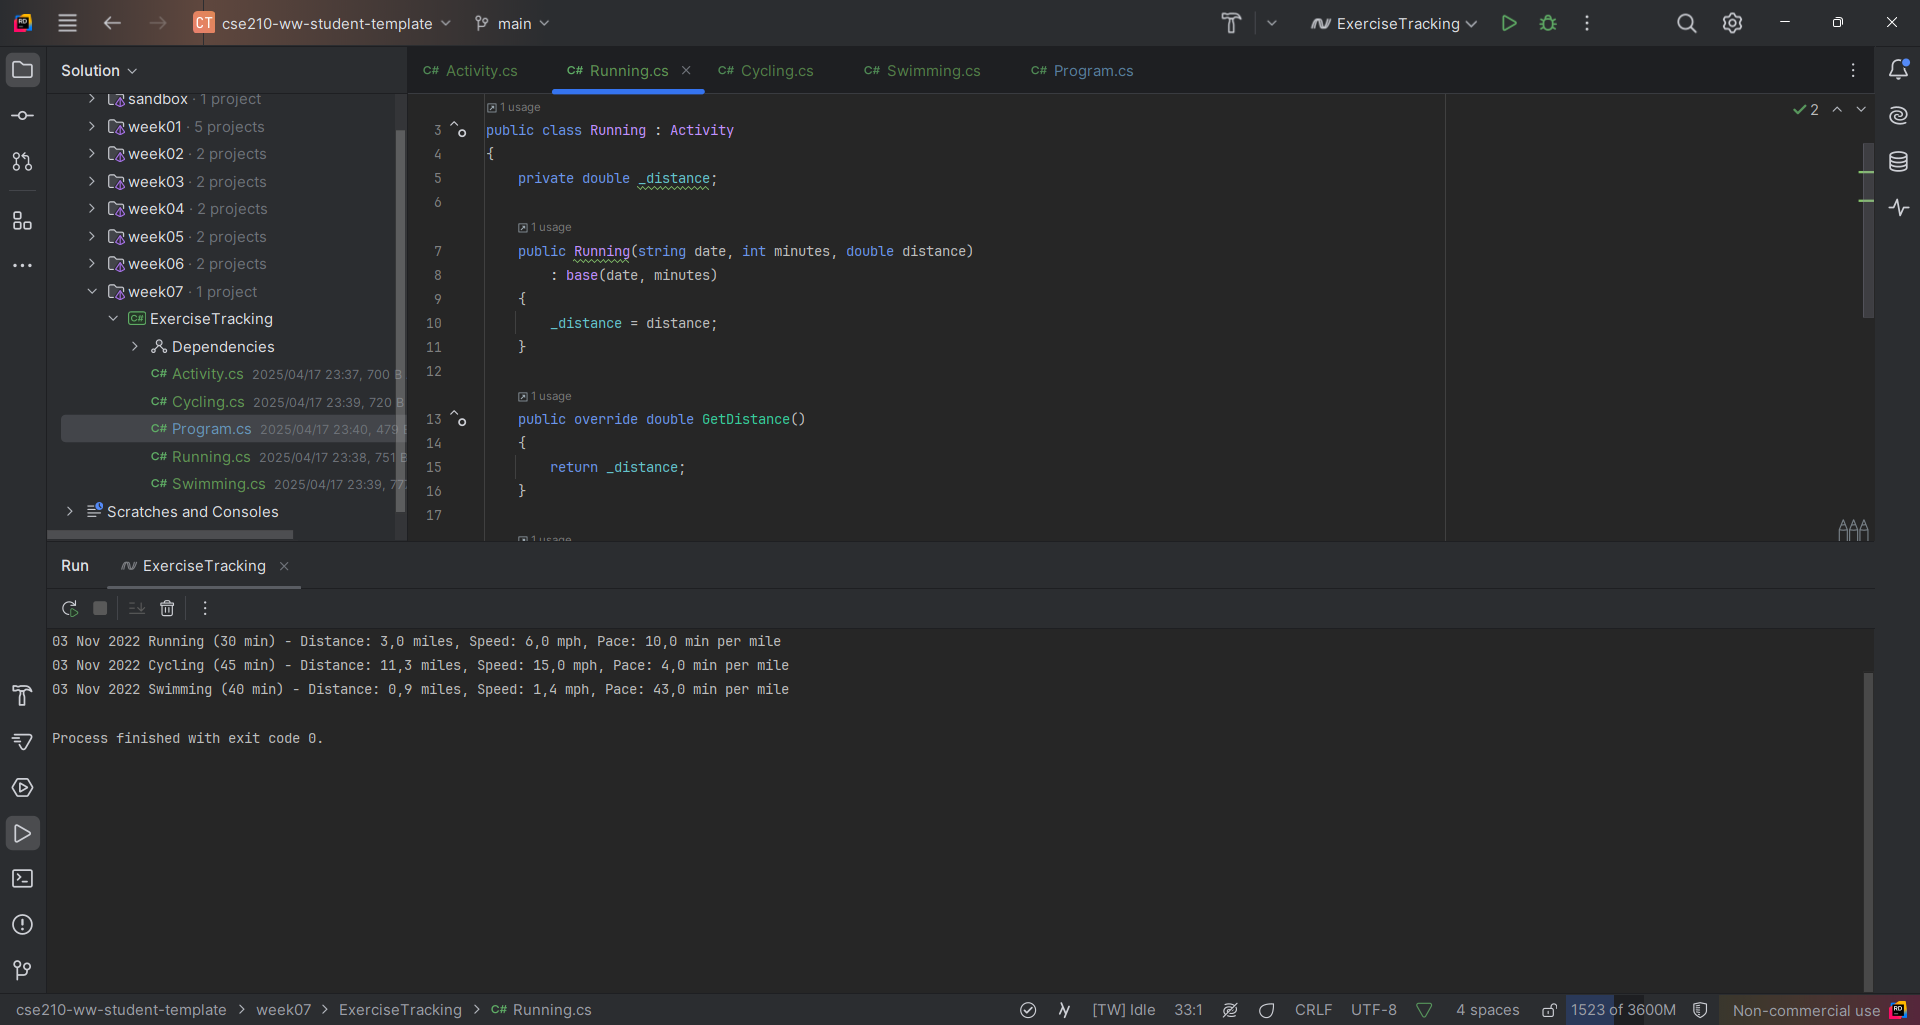 CT cse210-ww-student-template main ExerciseTracking
Solution
Activity.cs Running.cs Cycling.cs Swimming.cs Program.cs
sandbox · 1 project
week01 · 5 projects
week02 · 2 projects
week03 · 2 projects
week04 · 2 projects
week05 · 2 projects
week06 · 2 projects
week07 · 1 project
ExerciseTracking
Dependencies
C# Activity.cs 2025/04/17 23:37, 700 B
C# Cycling.cs 2025/04/17 23:39, 720 B
C# Program.cs 2025/04/17 23:40, 479 B
C# Running.cs 2025/04/17 23:38, 751 B
C# Swimming.cs 2025/04/17 23:39, 777
Scratches and Consoles
1 usage
2
3 public class Running : Activity
4 {
5 private double _distance;
6
1 usage
7 public Running(string date, int minutes, double distance)
8 : base(date, minutes)
9 {
10 _distance = distance;
11 }
12
1 usage
13 public override double GetDistance()
14 {
15 return _distance;
16 }
17
1 usage
Run ExerciseTracking
03 Nov 2022 Running (30 min) - Distance: 3,0 miles, Speed: 6,0 mph, Pace: 10,0 min per mile
03 Nov 2022 Cycling (45 min) - Distance: 11,3 miles, Speed: 15,0 mph, Pace: 4,0 min per mile
03 Nov 2022 Swimming (40 min) - Distance: 0,9 miles, Speed: 1,4 mph, Pace: 43,0 min per mile
Process finished with exit code 0.
cse210-ww-student-template > week07 > ExerciseTracking > C# Running.cs
[TW] Idle 33:1 CRLF UTF-8 4 spaces 1523 of 3600M Non-commercial use